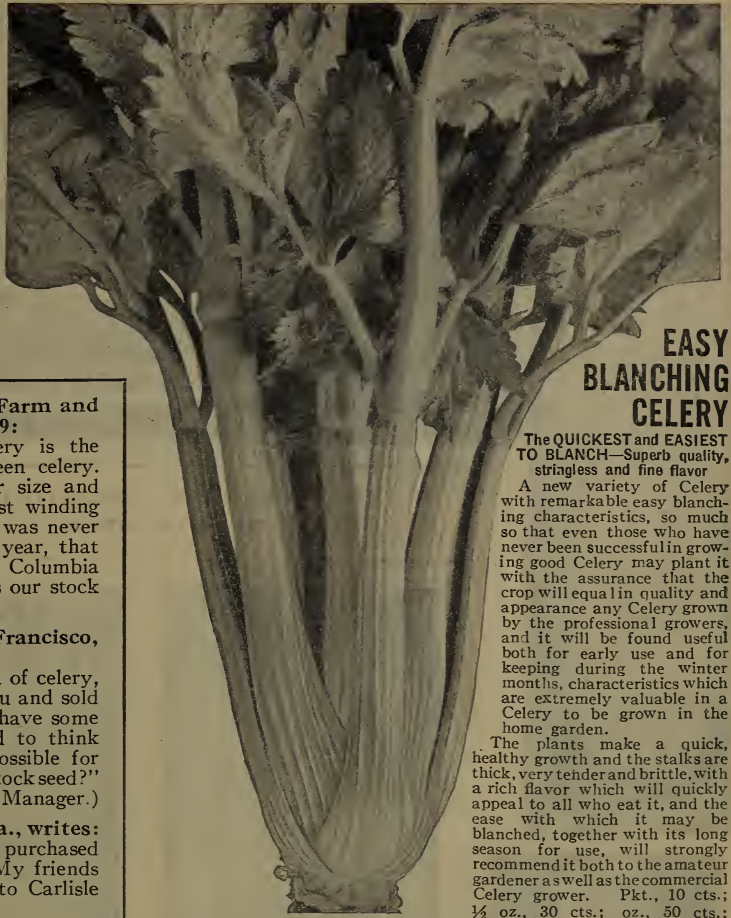 Farm and
9:
ery is the
een celery.
r size and
st winding
was never
year, that
Columbia
s our stock
Francisco,
of celery,
u and sold
have some
d to think
ossible for
tock seed?"
Manager.)
a., writes:
purchased
My friends
to Carlisle
EASY
BLANCHING
CELERY
The QUICKEST and EASIEST
TO BLANCH—Superb quality,
stringless and fine flavor
A new variety of Celery
with remarkable easy blanch-
ing characteristics, so much
so that even those who have
never been successful in grow-
ing good Celery may plant it
with the assurance that the
crop will equal in quality and
appearance any Celery grown
by the professional growers,
and it will be found useful
both for early use and for
keeping during the winter
months, characteristics which
are extremely valuable in a
Celery to be grown in the
home garden.
The plants make a quick,
healthy growth and the stalks are
thick, very tender and brittle, with
a rich flavor which will quickly
appeal to all who eat it, and the
ease with which it may be
blanched, together with its long
season for use, will strongly
recommend it both to the amateur
gardener as well as the commercial
Celery grower. Pkt., 10 cts.;
½ oz., 30 cts.; oz., 50 cts.;